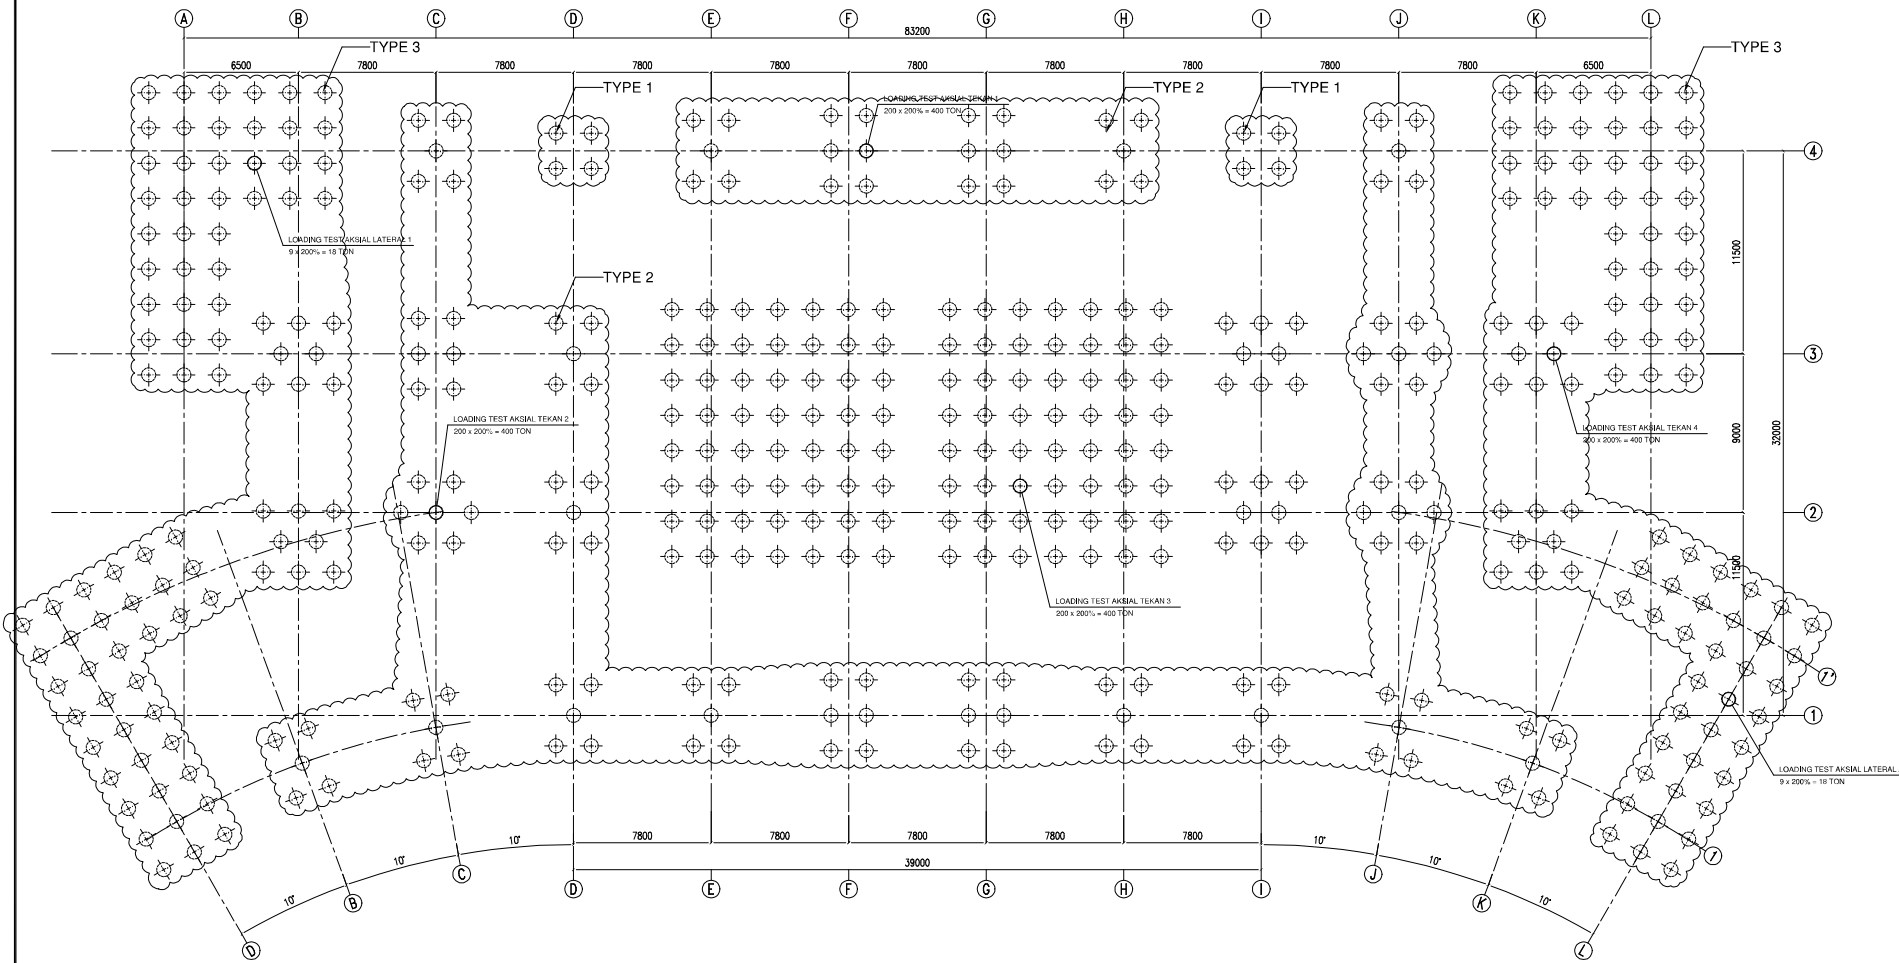 A B C D E F G H I J K L
83200
6500 7800 7800 7800 7800 7800 7800 7800 7800 7800 6500
TYPE 3
TYPE 3
TYPE 1
TYPE 2
TYPE 1
LOADING TEST AKSIAL TEKAN 1
200 x 200% = 400 TON
4
LOADING TEST AKSIAL LATERAL 1
9 x 200% = 18 TON
11500
TYPE 2
3
LOADING TEST AKSIAL TEKAN 2
200 x 200% = 400 TON
LOADING TEST AKSIAL TEKAN 4
200 x 200% = 400 TON
9000
32000
2
11500
LOADING TEST AKSIAL TEKAN 3
200 x 200% = 400 TON
1'
1
LOADING TEST AKSIAL LATERAL
9 x 200% = 18 TON
7800 7800 7800 7800 7800
10° 10° 10° 10° 10° 10°
39000
1
D B C D E F G H I J K L